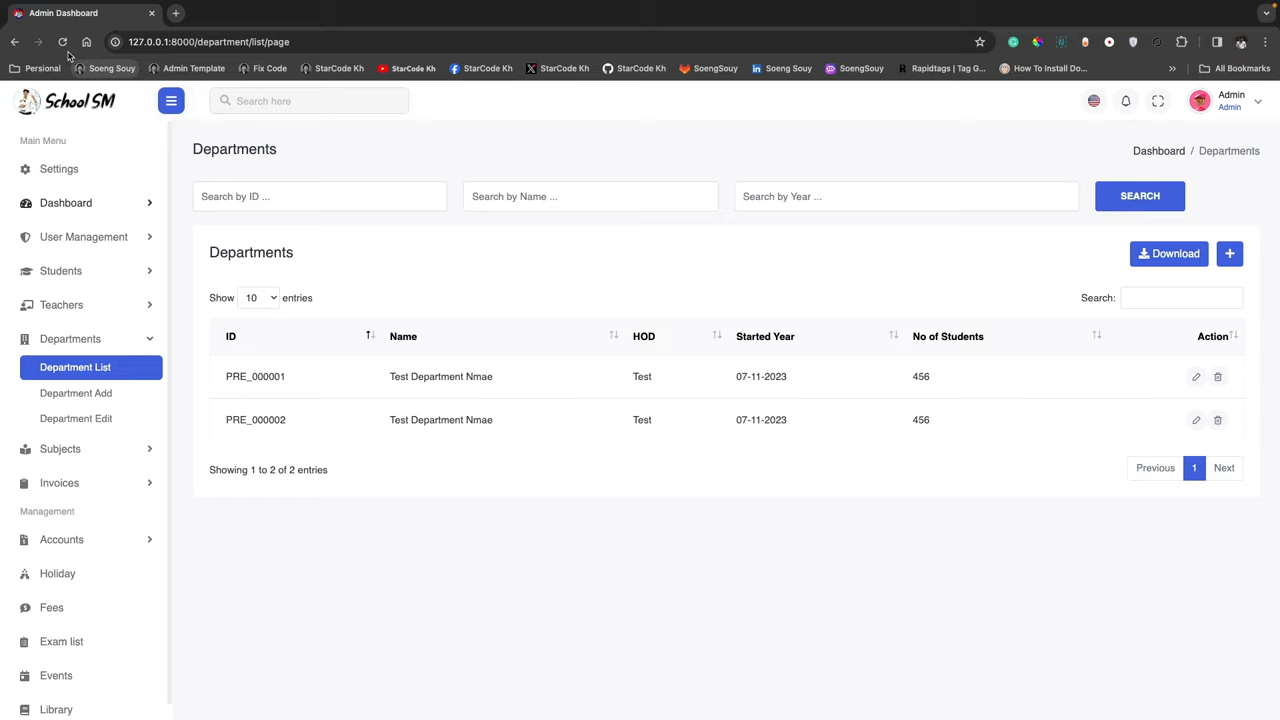 Admin Dashboard
127.0.0.1:8000/department/list/page
Persional
Soeng Souy
Admin Template
Fix Code
StarCode Kh
StarCode Kh
StarCode Kh
StarCode Kh
StarCode Kh
SoengSouy
Soeng Souy
SoengSouy
Rapidtags | Tag G...
How To Install Do...
All Bookmarks
School SM
Search here
Admin
Admin
Main Menu
Settings
Dashboard
User Management
Students
Teachers
Departments
Department List
Department Add
Department Edit
Subjects
Invoices
Management
Accounts
Holiday
Fees
Exam list
Events
Library
Departments
Dashboard / Departments
Search by ID ...
Search by Name ...
Search by Year ...
SEARCH
Departments
Download
Show 10 entries
Search:
ID Name HOD Started Year No of Students Action
PRE_000001 Test Department Nmae Test 07-11-2023 456
PRE_000002 Test Department Nmae Test 07-11-2023 456
Showing 1 to 2 of 2 entries
Previous 1 Next